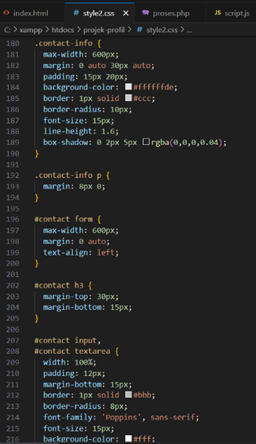 index.html
style2.css
proses.php
script.js
C: > xampp > htdocs > projek-profil > style2.css > ...
180 .contact-info {
181 max-width: 600px;
182 margin: 0 auto 30px auto;
183 padding: 15px 20px;
184 background-color: #ffffffde;
185 border: 1px solid #ccc;
186 border-radius: 10px;
187 font-size: 15px;
188 line-height: 1.6;
189 box-shadow: 0 2px 5px rgba(0,0,0,0.04);
190 }
191
192 .contact-info p {
193 margin: 8px 0;
194 }
195
196 #contact form {
197 max-width: 600px;
198 margin: 0 auto;
199 text-align: left;
200 }
201
202 #contact h3 {
203 margin-top: 30px;
204 margin-bottom: 15px;
205 }
206
207 #contact input,
208 #contact textarea {
209 width: 100%;
210 padding: 12px;
211 margin-bottom: 15px;
212 border: 1px solid #bbb;
213 border-radius: 8px;
214 font-family: 'Poppins', sans-serif;
215 font-size: 15px;
216 background-color: #fff;